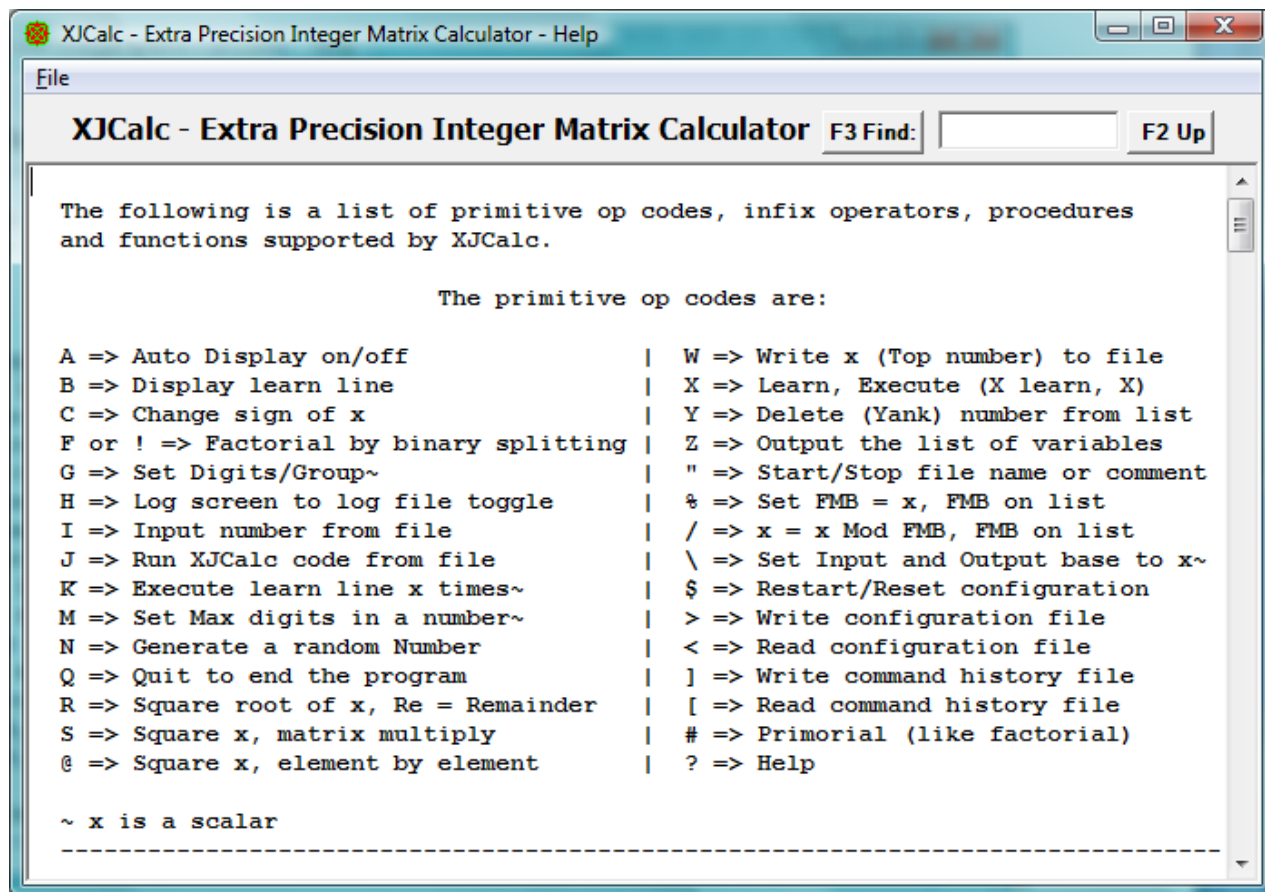 XJCalc - Extra Precision Integer Matrix Calculator - Help
File
XJCalc - Extra Precision Integer Matrix Calculator F3 Find: F2 Up
The following is a list of primitive op codes, infix operators, procedures
and functions supported by XJCalc.
The primitive op codes are:
A => Auto Display on/off | W => Write x (Top number) to file
B => Display learn line | X => Learn, Execute (X learn, X)
C => Change sign of x | Y => Delete (Yank) number from list
F or ! => Factorial by binary splitting | Z => Output the list of variables
G => Set Digits/Group~ | " => Start/Stop file name or comment
H => Log screen to log file toggle | % => Set FMB = x, FMB on list
I => Input number from file | / => x = x Mod FMB, FMB on list
J => Run XJCalc code from file | \ => Set Input and Output base to x~
K => Execute learn line x times~ | $ => Restart/Reset configuration
M => Set Max digits in a number~ | > => Write configuration file
N => Generate a random Number | < => Read configuration file
Q => Quit to end the program | ] => Write command history file
R => Square root of x, Re = Remainder | [ => Read command history file
S => Square x, matrix multiply | # => Primorial (like factorial)
@ => Square x, element by element | ? => Help
~ x is a scalar
--------------------------------------------------------------------------------